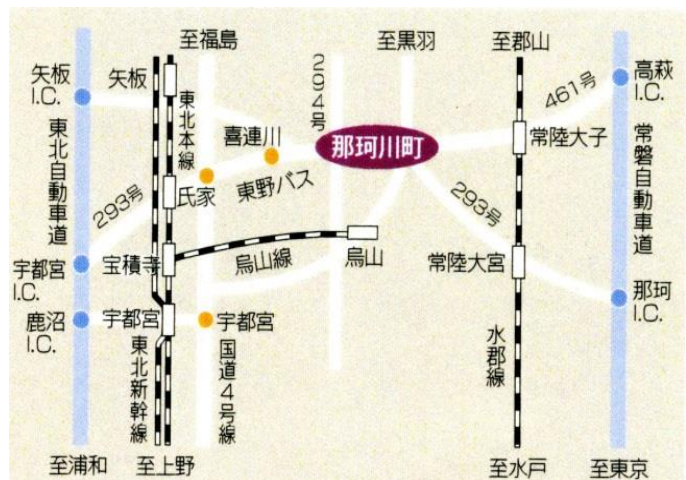 至福島
至黒羽
至郡山
矢板
I.C.
矢板
東北本線
294号
461号
高萩
I.C.
喜連川
那珂川町
常陸大子
東北自動車道
293号
氏家
東野バス
293号
常磐自動車道
宇都宮
I.C.
宝積寺
烏山線
烏山
常陸大宮
那珂
I.C.
鹿沼
I.C.
宇都宮
宇都宮
東北新幹線
国道4号線
水郡線
至浦和
至上野
至水戸
至東京